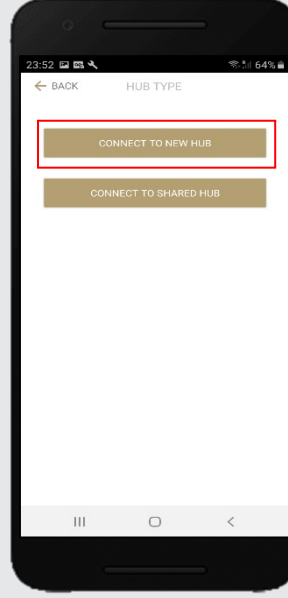 23:52 64%
BACK HUB TYPE
CONNECT TO NEW HUB
CONNECT TO SHARED HUB